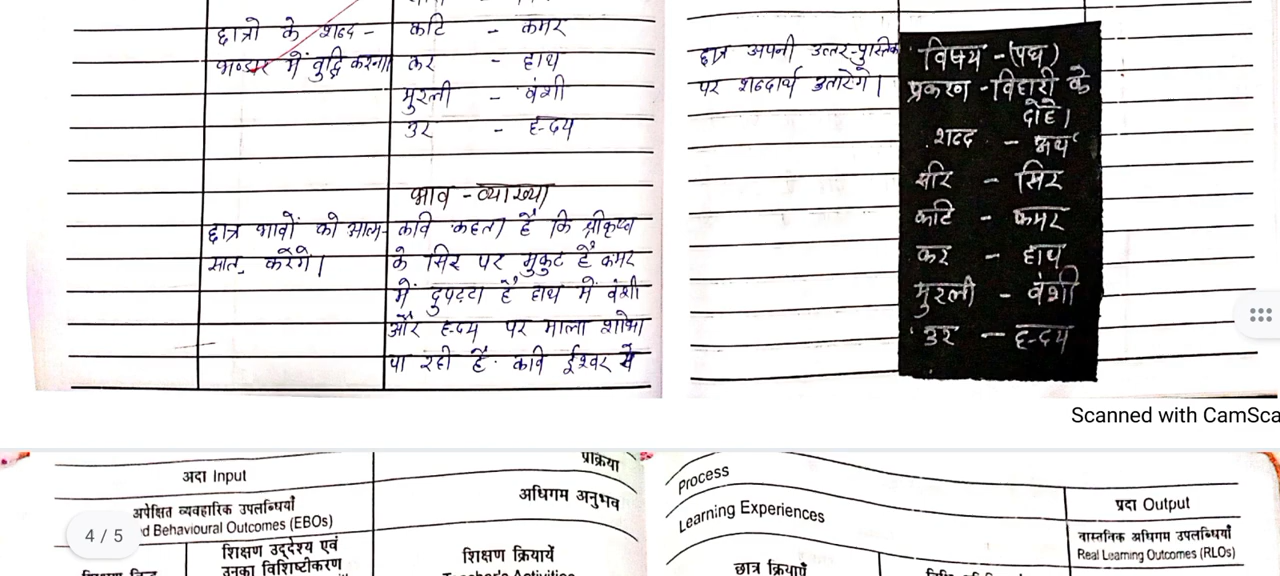 छात्रो के शब्द -
भण्डार में वृद्धि करना
कटि - कमर
कर - हाथ
मुरली - वंशी
उर - हृदय
भाव - व्याख्या
छात्र भावों को आत्म-
सात् करेंगे।
कवि कहता है कि श्रीकृष्ण
के सिर पर मुकुट है कमर
में दुपट्टा है हाथ में वंशी
और हृदय पर माला शोभा
पा रही है. कवि ईश्वर से
छात्र अपनी उत्तर-पुस्तिका
पर शब्दार्थ उतारेंगे।
विषय - (पद्य)
प्रकरण - विहारी के
दोहे।
शब्द - अर्थ
सीर - सिर
कटि - कमर
कर - हाथ
मुरली - वंशी
उर - हृदय
Scanned with CamSca
अदा Input
प्रक्रिया
अपेक्षित व्यवहारिक उपलब्धियाँ
d Behavioural Outcomes (EBOs)
अधिगम अनुभव
4 / 5
शिक्षण उद्देश्य एवं
उनका विशिष्टीकरण
शिक्षण क्रियायें
Teacher's Activities
Process
Learning Experiences
प्रदा Output
वास्तविक अधिगम उपलब्धियाँ
Real Learning Outcomes (RLOs)
छात्र क्रियाएँ